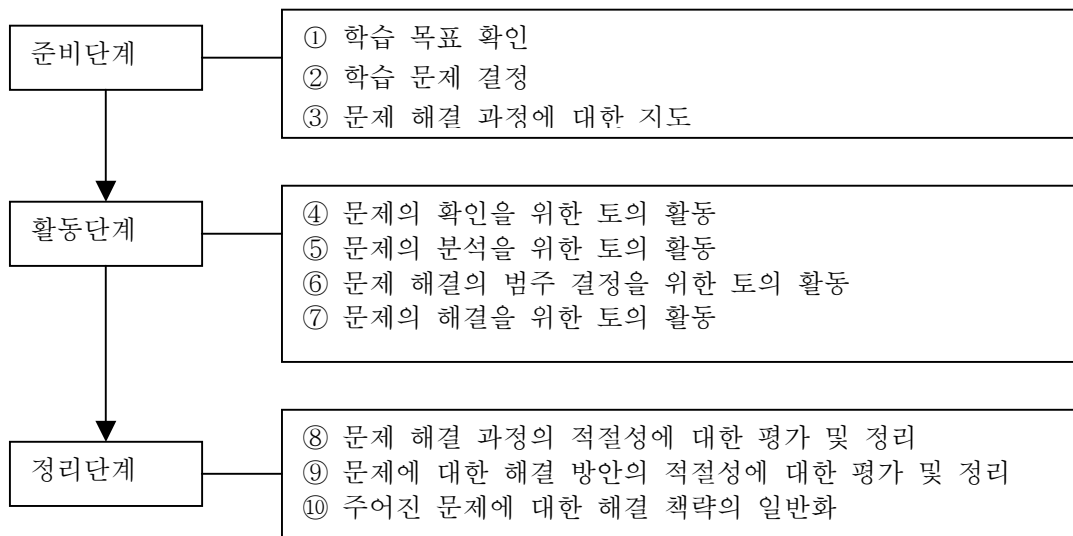 준비단계
① 학습 목표 확인
② 학습 문제 결정
③ 문제 해결 과정에 대한 지도
활동단계
④ 문제의 확인을 위한 토의 활동
⑤ 문제의 분석을 위한 토의 활동
⑥ 문제 해결의 범주 결정을 위한 토의 활동
⑦ 문제의 해결을 위한 토의 활동
정리단계
⑧ 문제 해결 과정의 적절성에 대한 평가 및 정리
⑨ 문제에 대한 해결 방안의 적절성에 대한 평가 및 정리
⑩ 주어진 문제에 대한 해결 책략의 일반화